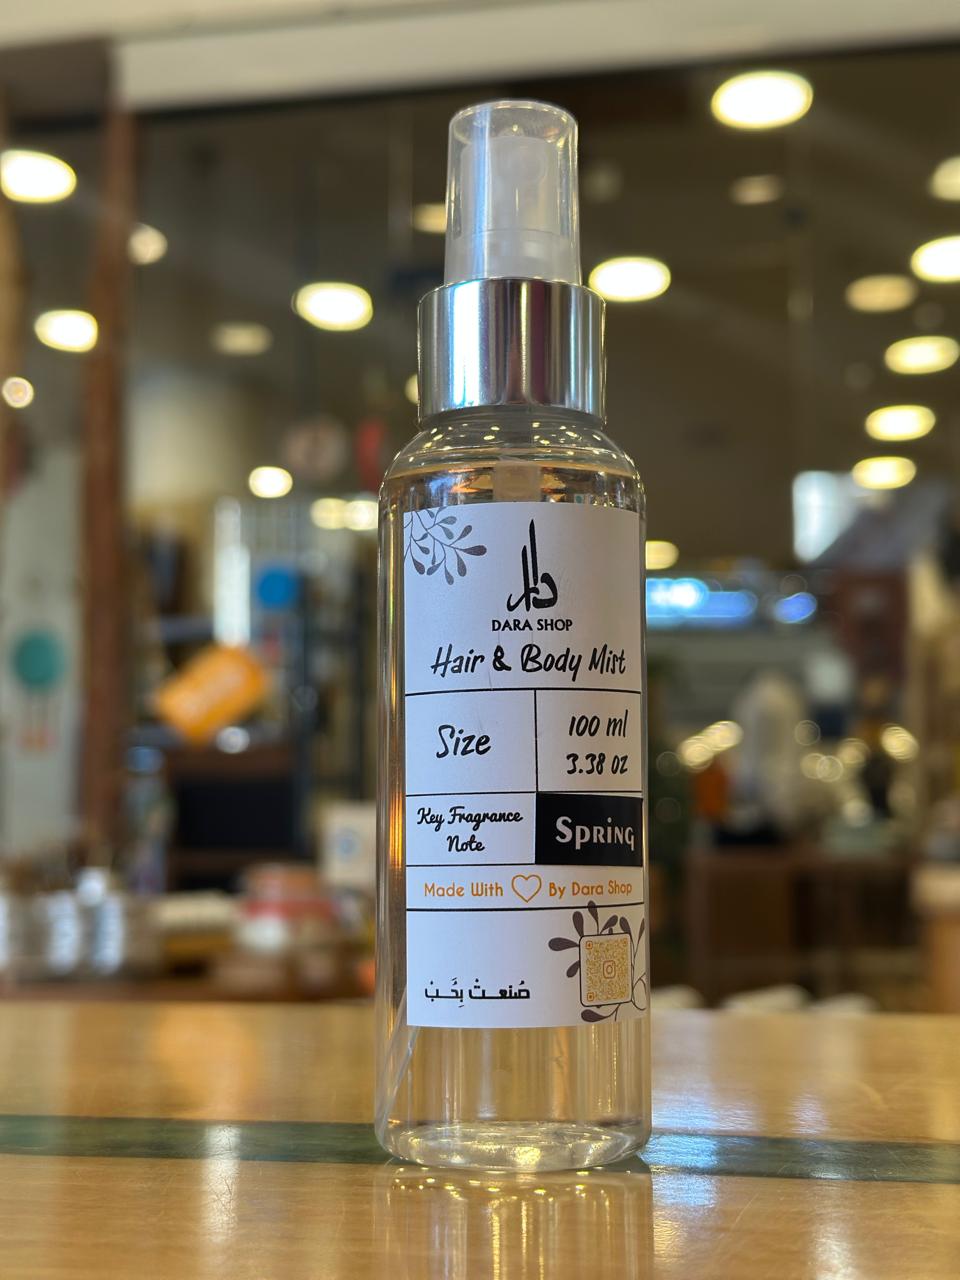 دارا
DARA SHOP
Hair & Body Mist
Size
100 ml
3.38 oz
Key Fragrance
Note
Spring
Made With By Dara Shop
صُنعتْ بِحُبْ